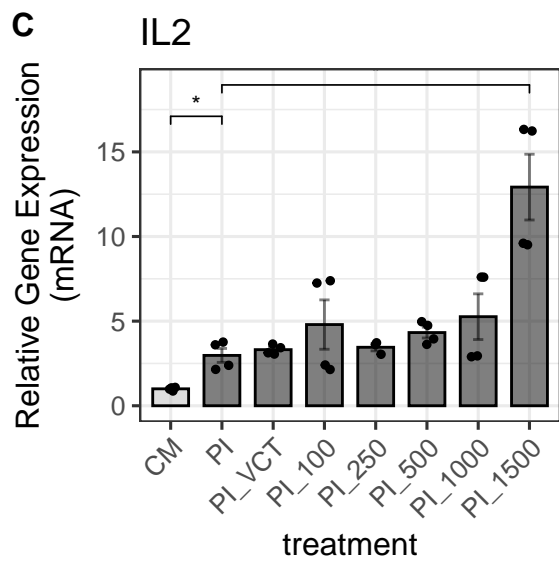 C
IL2
Relative Gene Expression
(mRNA)
*
15
10
5
0
CM
PI
PI_VCT
PI_100
PI_250
PI_500
PI_1000
PI_1500
treatment